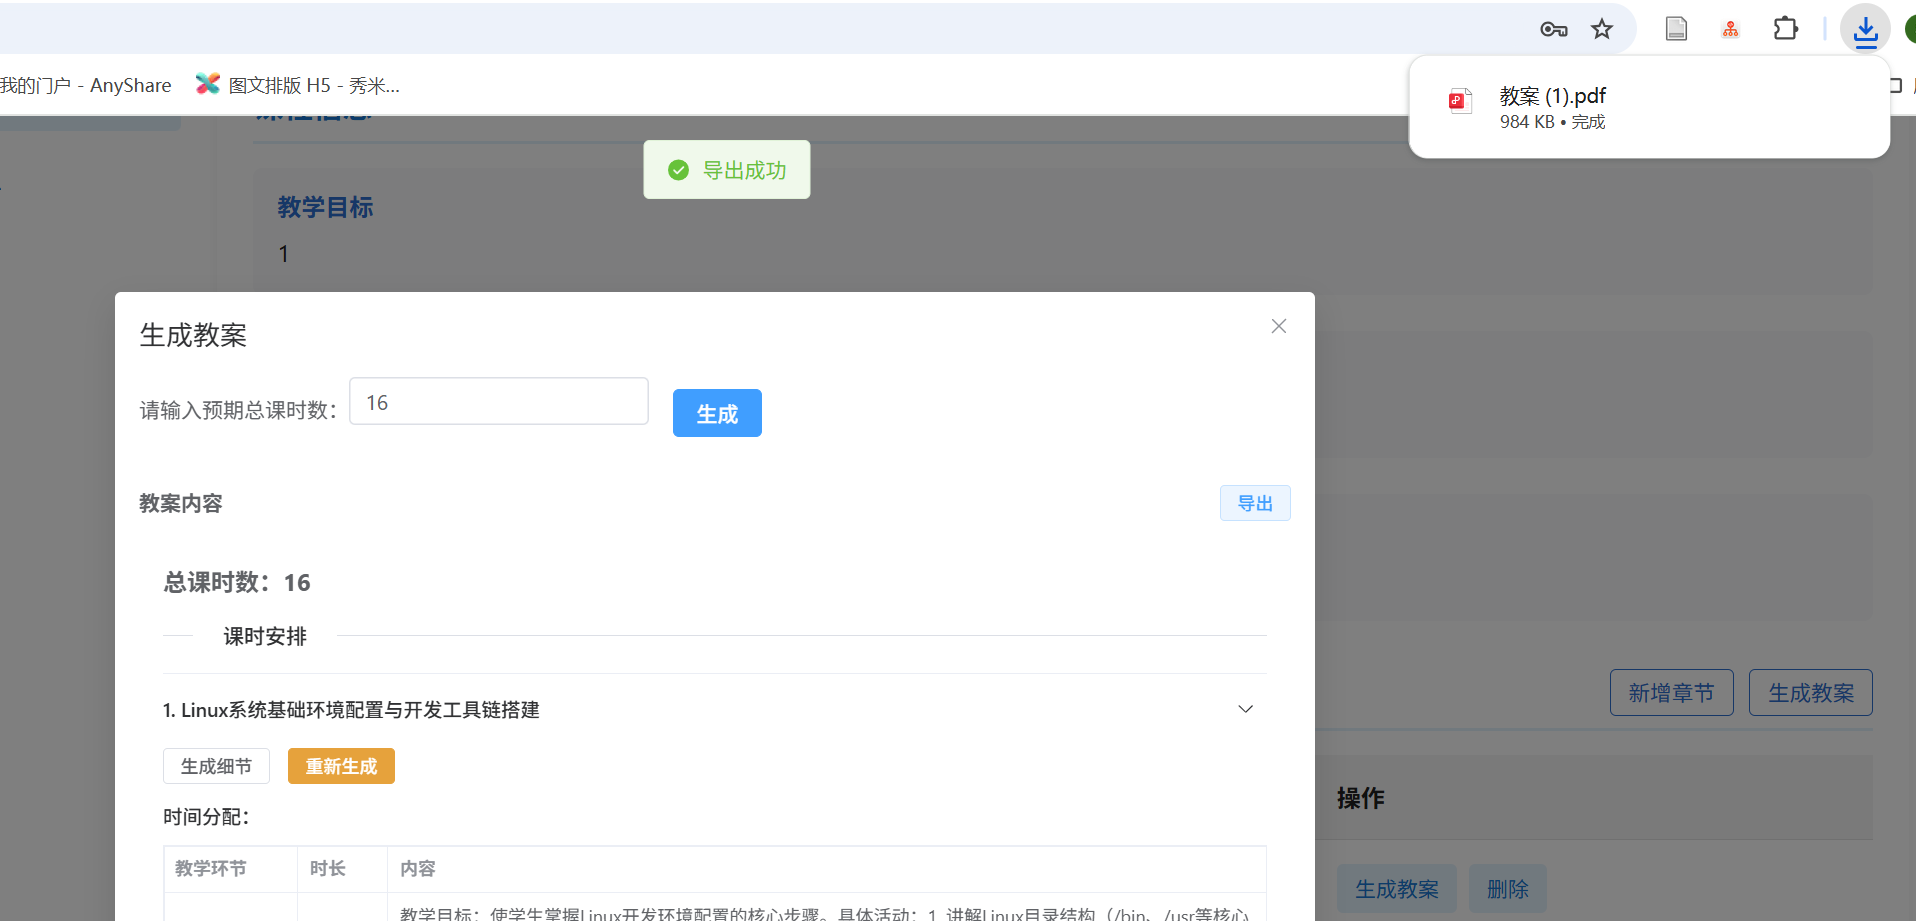 我的门户 - AnyShare
图文排版 H5 - 秀米...
教案 (1).pdf
984 KB • 完成
导出成功
教学目标
1
生成教案
请输入预期总课时数：
16
生成
教案内容
导出
总课时数：16
课时安排
1. Linux系统基础环境配置与开发工具链搭建
生成细节
重新生成
时间分配：
教学环节
时长
内容
教学目标：使学生掌握Linux开发环境配置的核心步骤。具体活动：1. 讲解Linux目录结构（/bin、/usr等核心
新增章节
生成教案
操作
生成教案
删除